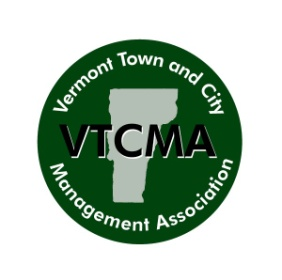 Vermont Town and City
VTCMA
Management Association